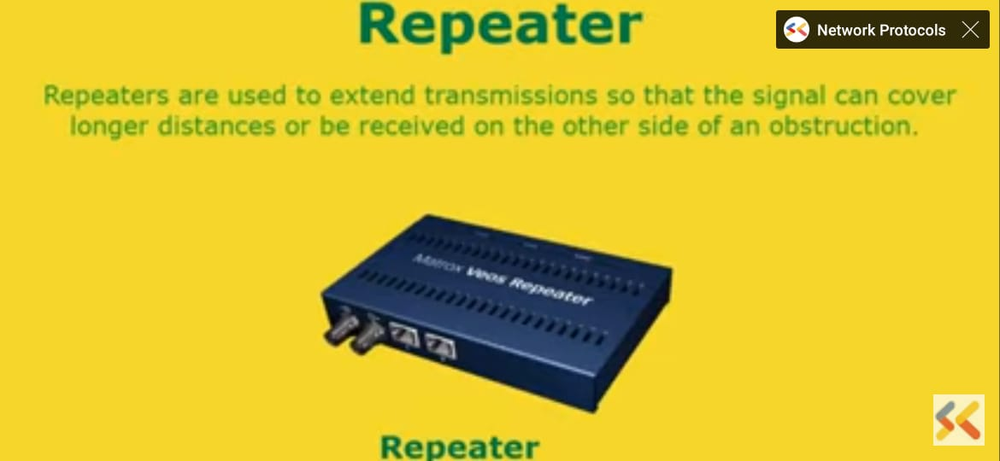 Repeater
Network Protocols
Repeaters are used to extend transmissions so that the signal can cover
longer distances or be received on the other side of an obstruction.
Matrox Veos Repeater
Repeater